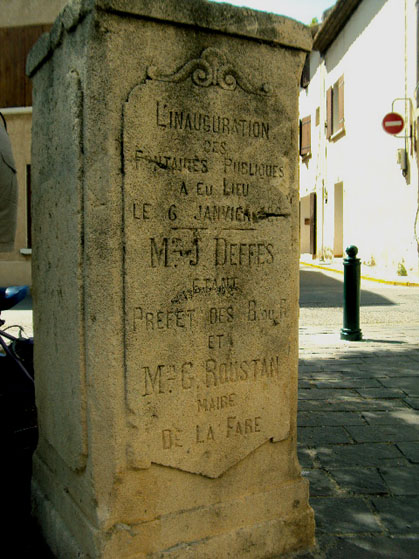 L'INAUGURATION
DES
FONTAINES PUBLIQUES
A EU LIEU
LE 6 JANVIER
MR J. DEFFES
ETANT
PRÉFET DES B. DU R.
ET
MR G. ROUSTAN
MAIRE
DE LA FARE